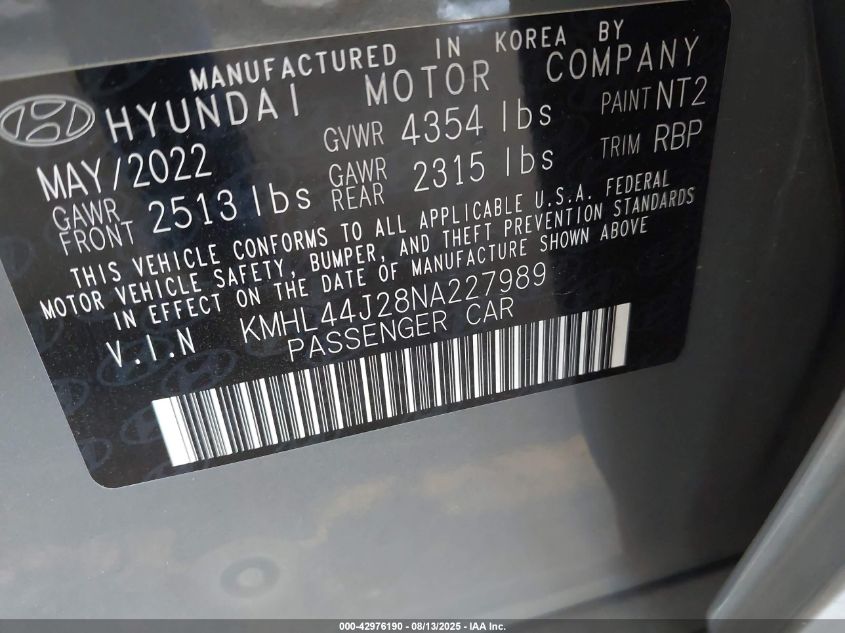 MANUFACTURED IN KOREA BY
HYUNDAI MOTOR COMPANY
MAY/2022 GVWR 4354 lbs PAINT NT2
GAWR FRONT 2513 lbs GAWR REAR 2315 lbs TRIM RBP
THIS VEHICLE CONFORMS TO ALL APPLICABLE U.S.A. FEDERAL
MOTOR VEHICLE SAFETY, BUMPER, AND THEFT PREVENTION STANDARDS
IN EFFECT ON THE DATE OF MANUFACTURE SHOWN ABOVE
V.I.N KMHL44J28NA227989
PASSENGER CAR
000-42976190 - 08/13/2025 - IAA Inc.